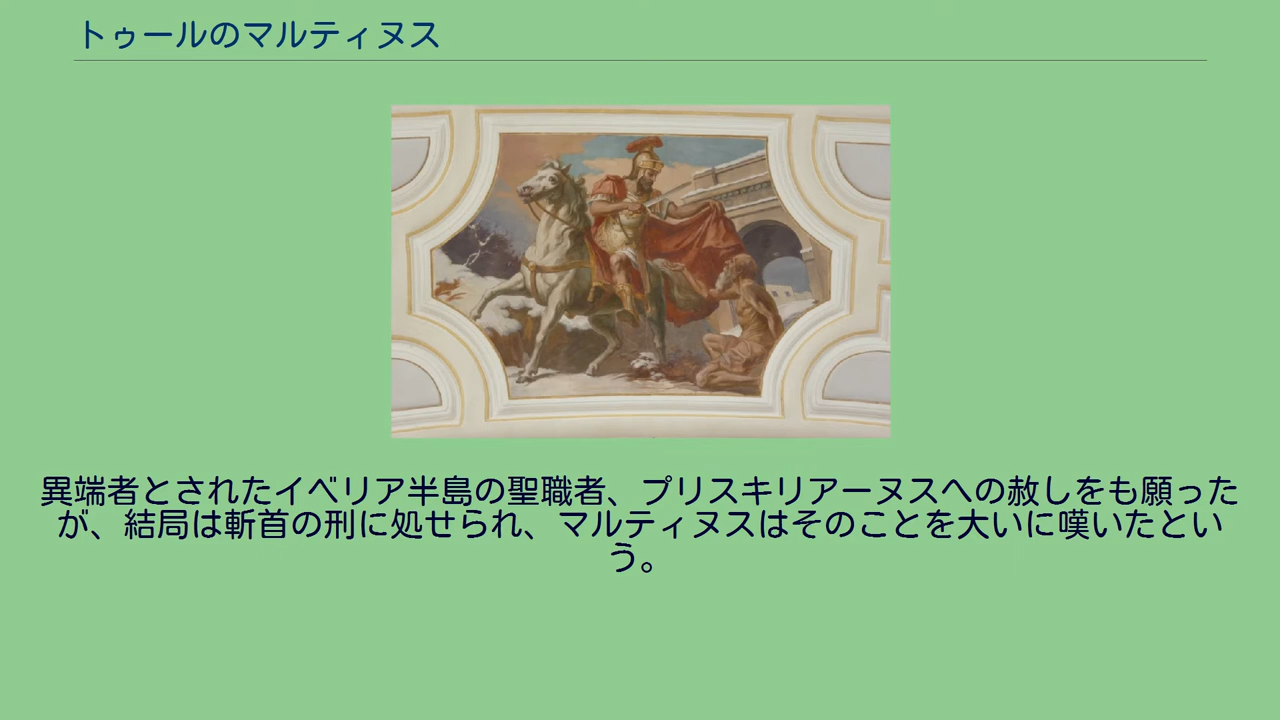 トゥールのマルティヌス
異端者とされたイベリア半島の聖職者、プリスキリアーヌスへの赦しをも願った
が、結局は斬首の刑に処せられ、マルティヌスはそのことを大いに嘆いたとい
う。